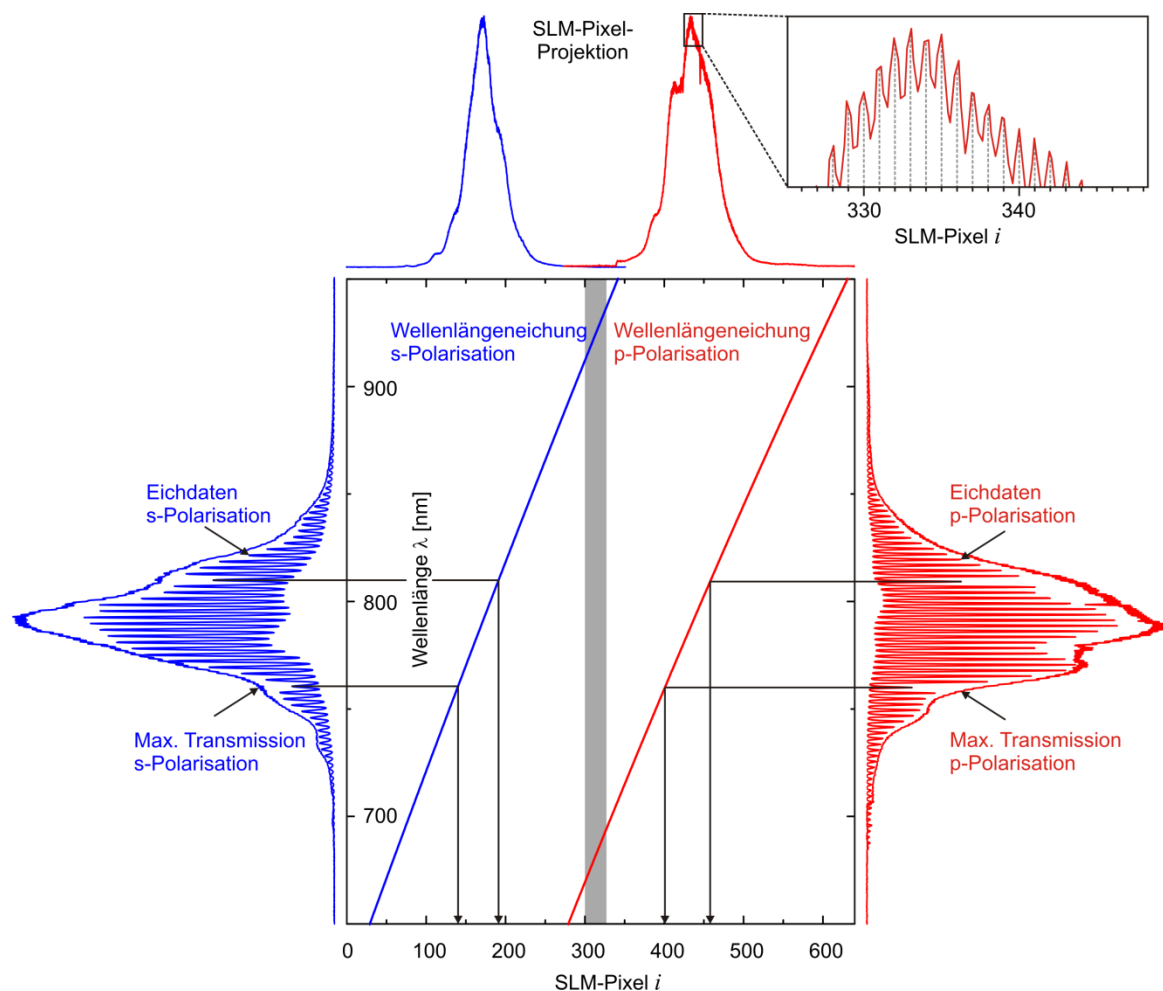 SLM-Pixel-
Projektion
330
340
SLM-Pixel i
Wellenlängeneichung
s-Polarisation
Wellenlängeneichung
p-Polarisation
900
800
700
Wellenlänge λ [nm]
Eichdaten
s-Polarisation
Max. Transmission
s-Polarisation
Eichdaten
p-Polarisation
Max. Transmission
p-Polarisation
0 100 200 300 400 500 600
SLM-Pixel i